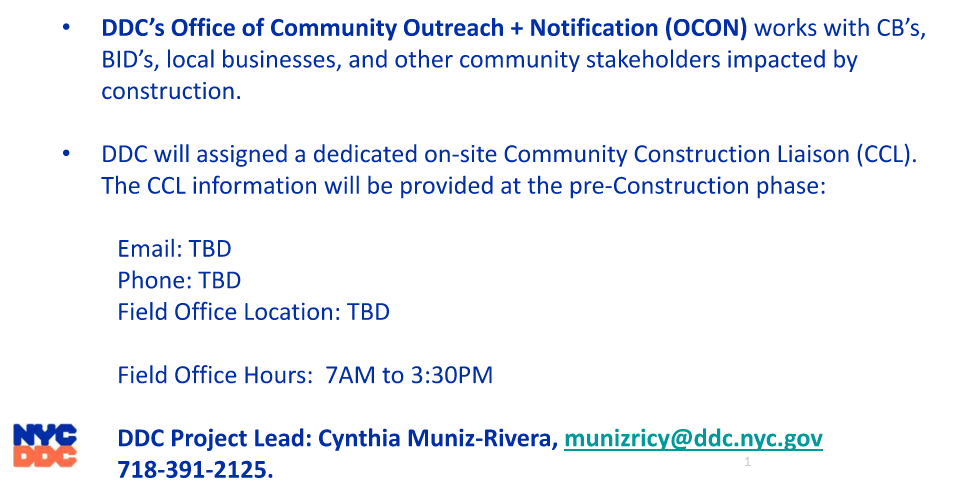 • DDC’s Office of Community Outreach + Notification (OCON) works with CB’s,
BID’s, local businesses, and other community stakeholders impacted by
construction.
• DDC will assigned a dedicated on-site Community Construction Liaison (CCL).
The CCL information will be provided at the pre-Construction phase:
Email: TBD
Phone: TBD
Field Office Location: TBD
Field Office Hours:  7AM to 3:30PM
NYC
DDC
DDC Project Lead: Cynthia Muniz-Rivera, munizricy@ddc.nyc.gov
718-391-2125.
1